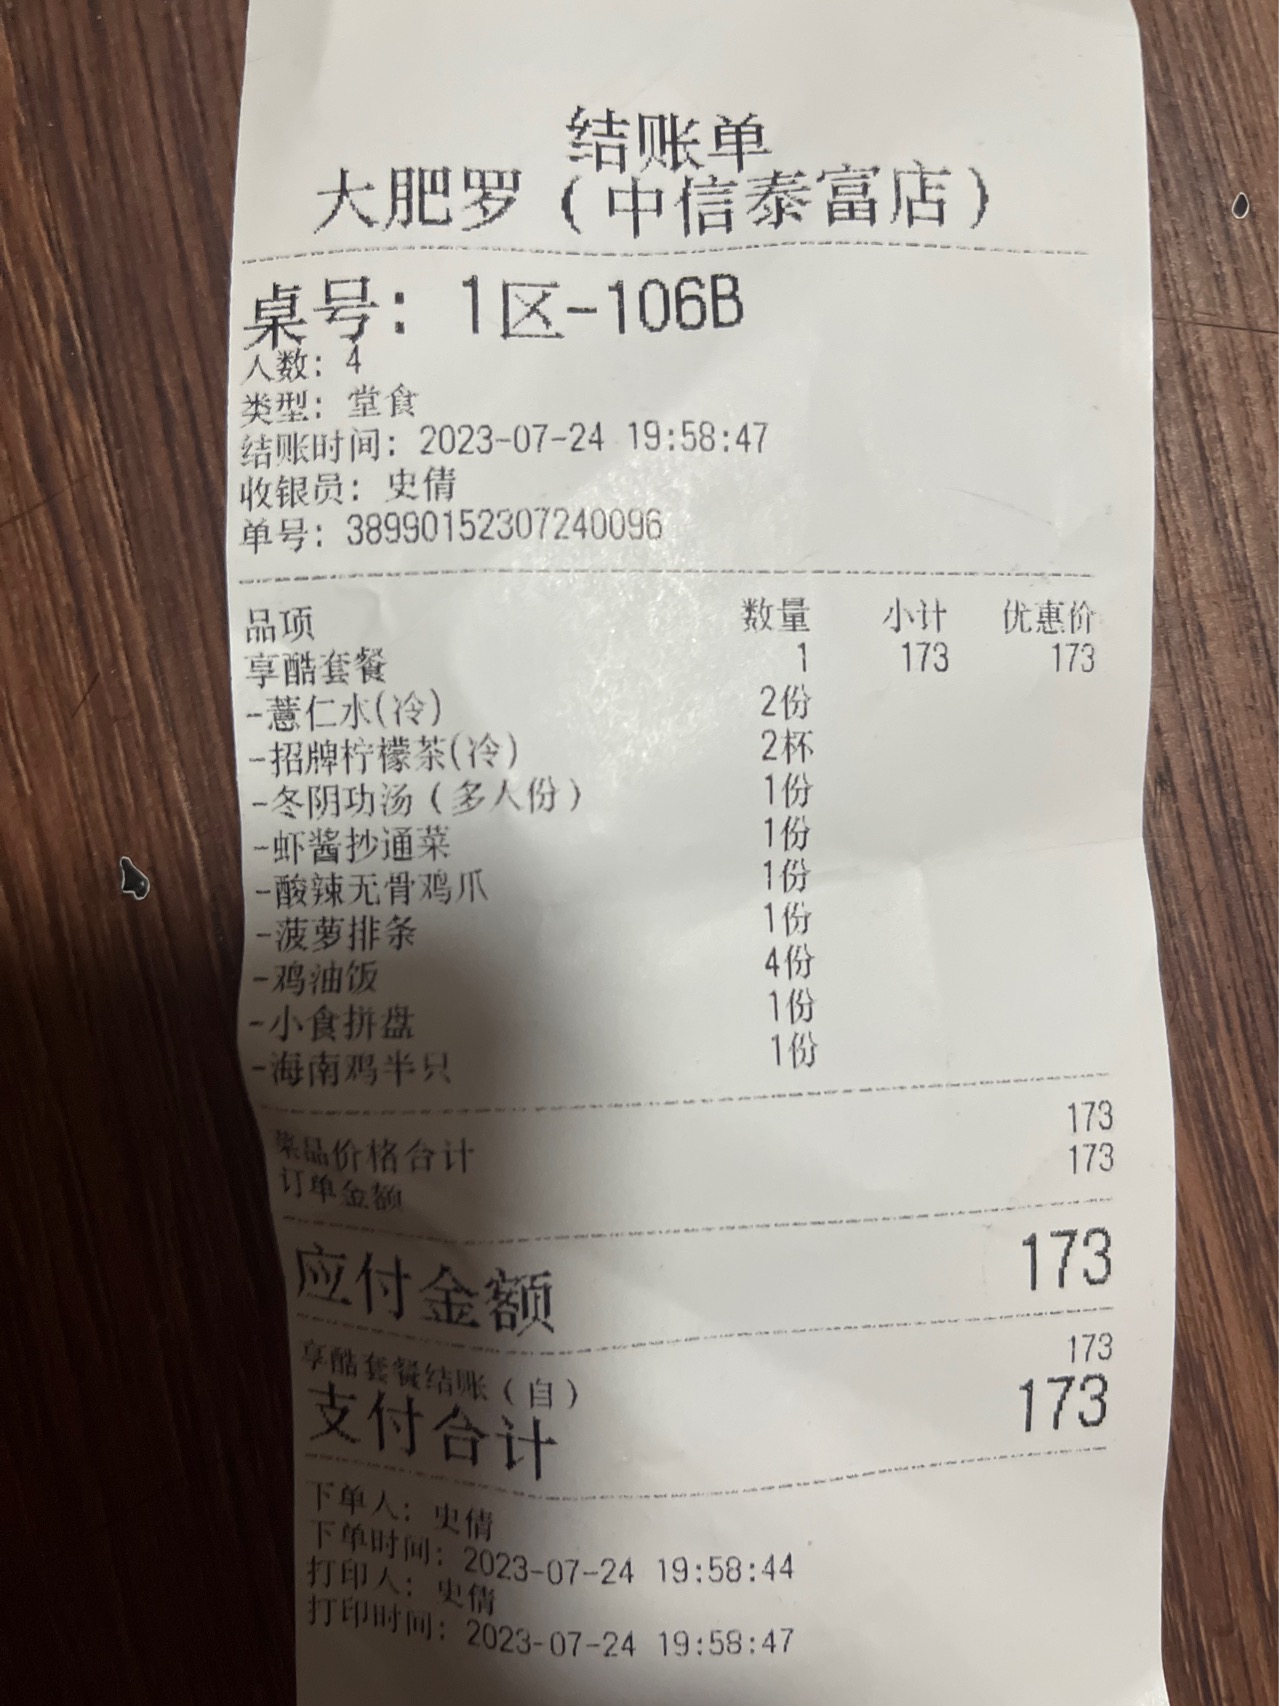 结账单
大肥罗（中信泰富店）
桌号：1区-106B
人数：4
类型：堂食
结账时间：2023-07-24 19:58:47
收银员：史倩
单号：38990152307240096
品项 数量 小计 优惠价
享酷套餐 1 173 173
-薏仁水(冷) 2份
-招牌柠檬茶(冷) 2杯
-冬阴功汤（多人份） 1份
-虾酱抄通菜 1份
-酸辣无骨鸡爪 1份
-菠萝排条 1份
-鸡油饭 4份
-小食拼盘 1份
-海南鸡半只 1份
菜品价格合计 173
订单金额 173
应付金额 173
享酷套餐结账（自） 173
支付合计 173
下单人：史倩
下单时间：2023-07-24 19:58:44
打印人：史倩
打印时间：2023-07-24 19:58:47